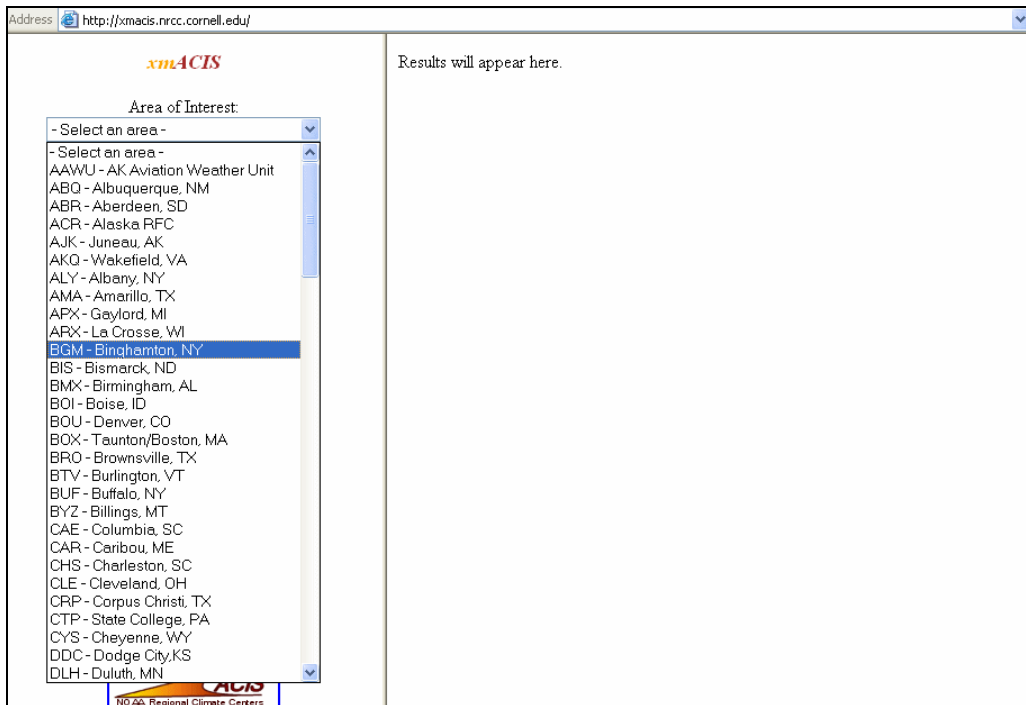 Address http://xmacis.nrcc.cornell.edu/
xmACIS
Results will appear here.
Area of Interest:
- Select an area -
- Select an area -
AAWU - AK Aviation Weather Unit
ABQ - Albuquerque, NM
ABR - Aberdeen, SD
ACR - Alaska RFC
AJK - Juneau, AK
AKQ - Wakefield, VA
ALY - Albany, NY
AMA - Amarillo, TX
APX - Gaylord, MI
ARX - La Crosse, WI
BGM - Binghamton, NY
BIS - Bismarck, ND
BMX - Birmingham, AL
BOI - Boise, ID
BOU - Denver, CO
BOX - Taunton/Boston, MA
BRO - Brownsville, TX
BTV - Burlington, VT
BUF - Buffalo, NY
BYZ - Billings, MT
CAE - Columbia, SC
CAR - Caribou, ME
CHS - Charleston, SC
CLE - Cleveland, OH
CRP - Corpus Christi, TX
CTP - State College, PA
CYS - Cheyenne, WY
DDC - Dodge City,KS
DLH - Duluth, MN
ACIS
NOAA Regional Climate Centers